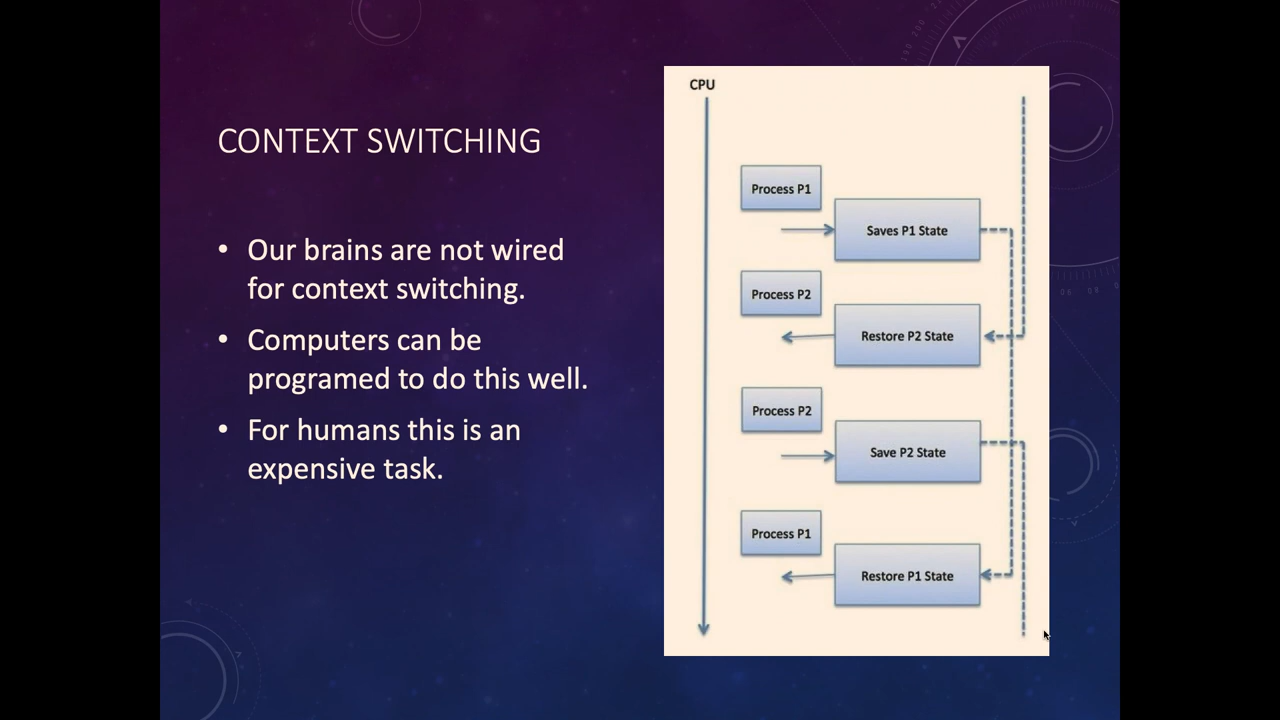 CONTEXT SWITCHING
• Our brains are not wired
for context switching.
• Computers can be
programed to do this well.
• For humans this is an
expensive task.
CPU
Process P1
Saves P1 State
Process P2
Restore P2 State
Process P2
Save P2 State
Process P1
Restore P1 State